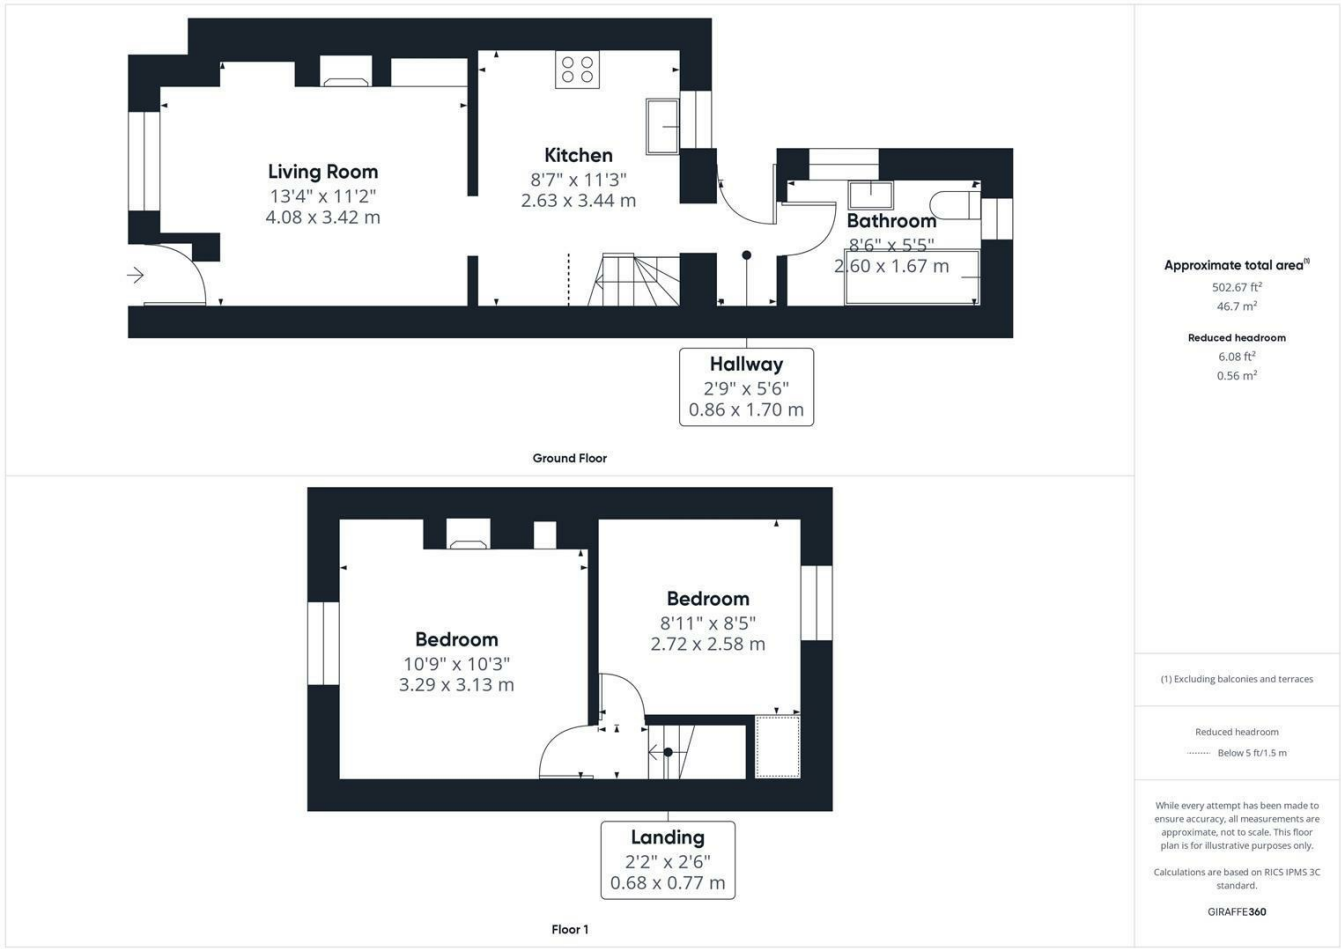 Living Room
13'4" x 11'2"
4.08 x 3.42 m
Kitchen
8'7" x 11'3"
2.63 x 3.44 m
Bathroom
8'6" x 5'5"
2.60 x 1.67 m
Hallway
2'9" x 5'6"
0.86 x 1.70 m
Ground Floor
Bedroom
10'9" x 10'3"
3.29 x 3.13 m
Bedroom
8'11" x 8'5"
2.72 x 2.58 m
Landing
2'2" x 2'6"
0.68 x 0.77 m
Floor 1
Approximate total area(1)
502.67 ft²
46.7 m²
Reduced headroom
6.08 ft²
0.56 m²
(1) Excluding balconies and terraces
Reduced headroom
Below 5 ft/1.5 m
While every attempt has been made to
ensure accuracy, all measurements are
approximate, not to scale. This floor
plan is for illustrative purposes only.
Calculations are based on RICS IPMS 3C
standard.
GIRAFFE360